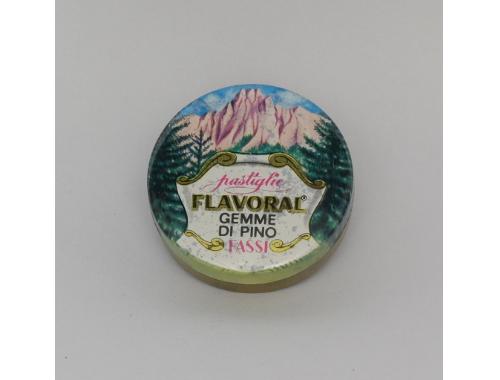 pastiglie
FLAVORAL®
GEMME
DI PINO
FASSI